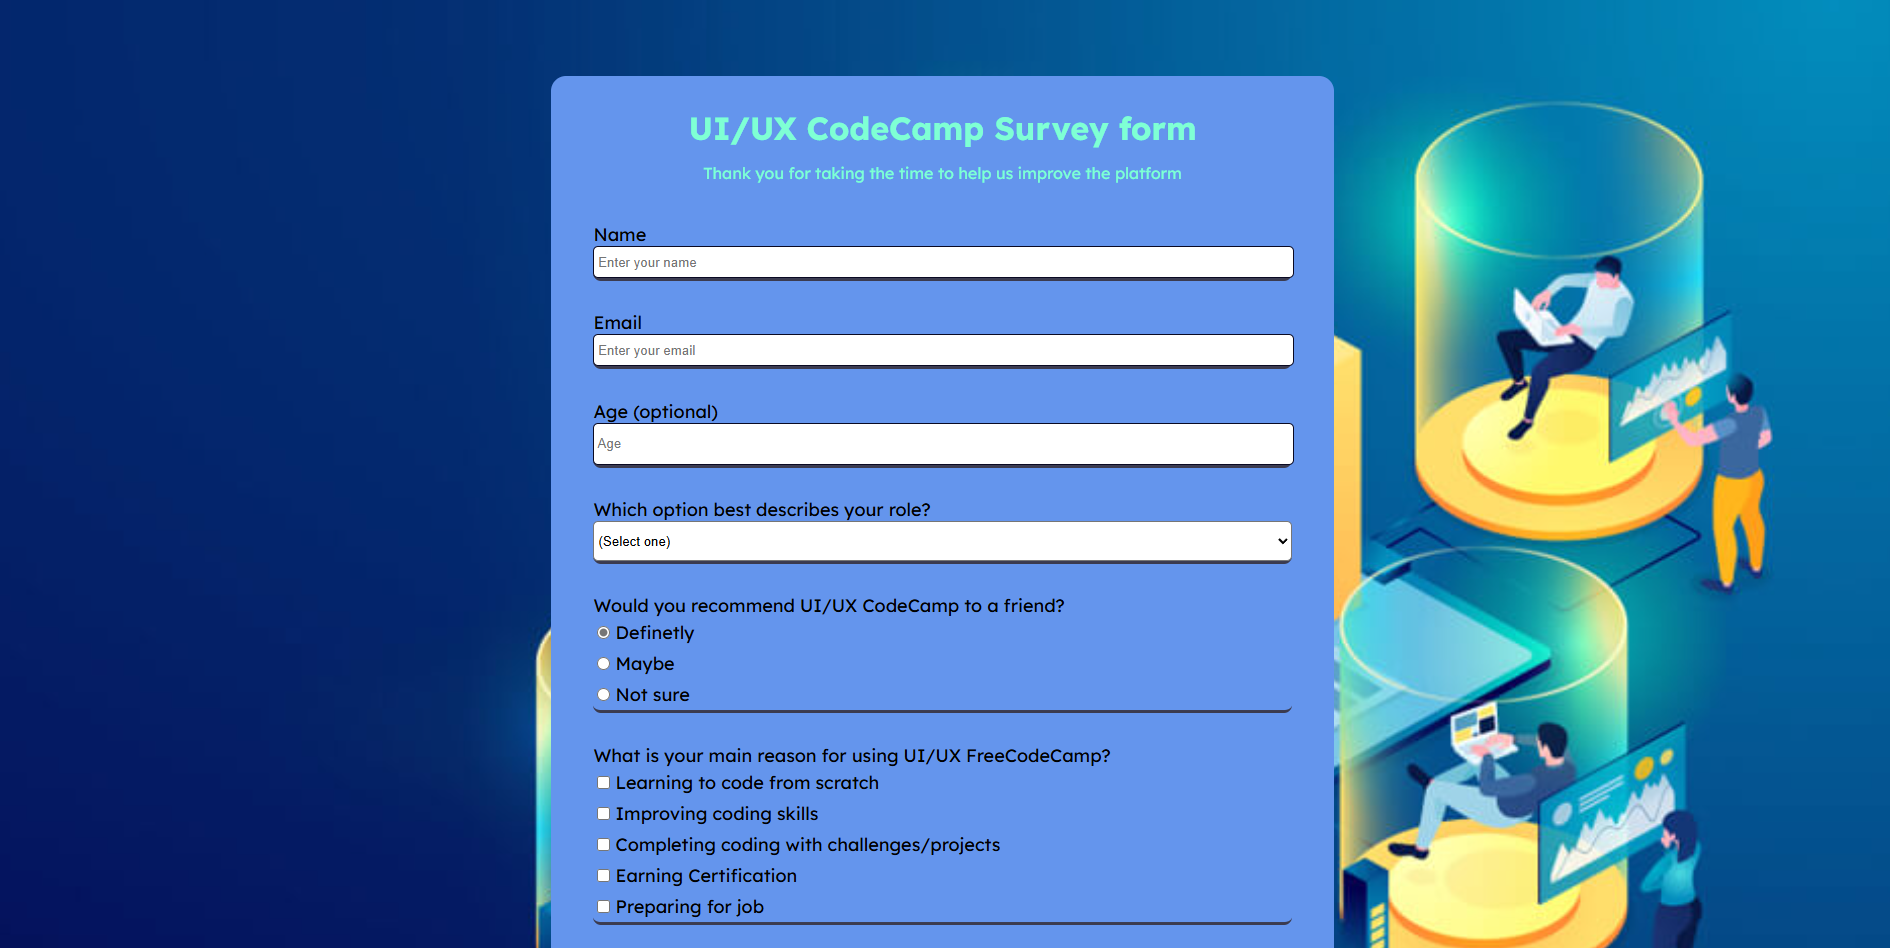 UI/UX CodeCamp Survey form
Thank you for taking the time to help us improve the platform
Name
Enter your name
Email
Enter your email
Age (optional)
Age
Which option best describes your role?
(Select one)
Would you recommend UI/UX CodeCamp to a friend?
Definetly
Maybe
Not sure
What is your main reason for using UI/UX FreeCodeCamp?
Learning to code from scratch
Improving coding skills
Completing coding with challenges/projects
Earning Certification
Preparing for job